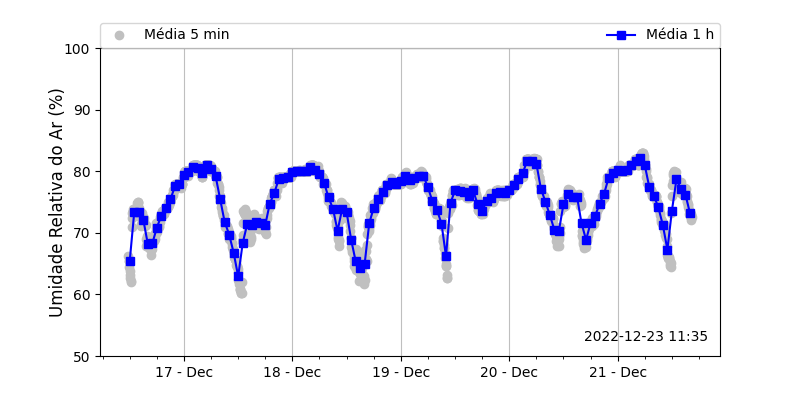 Média 5 min
Média 1 h
Umidade Relativa do Ar (%)
100
90
80
70
60
50
2022-12-23 11:35
17 - Dec
18 - Dec
19 - Dec
20 - Dec
21 - Dec